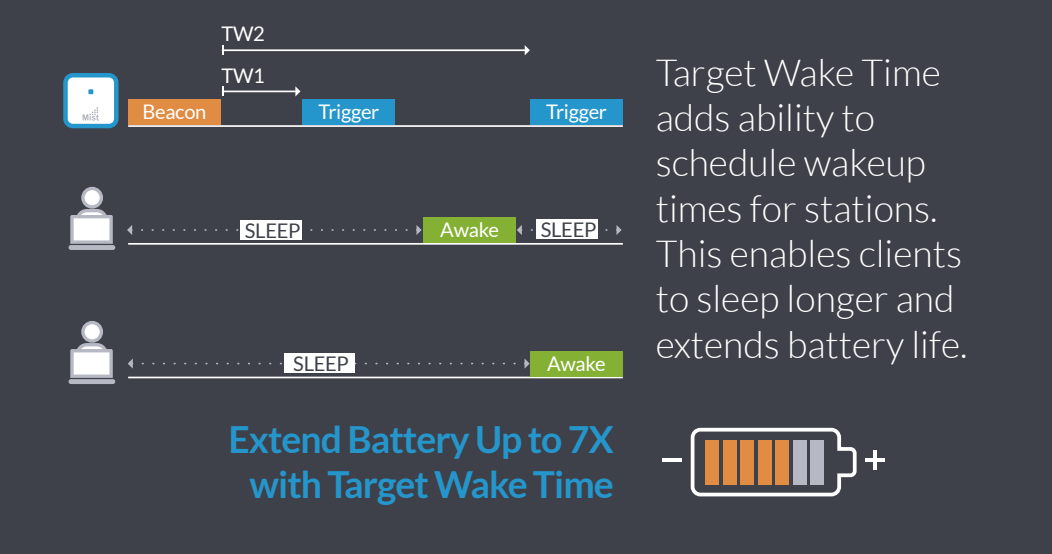 TW2
TW1
Mist
Beacon
Trigger
Trigger
SLEEP
Awake
SLEEP
SLEEP
Awake
Target Wake Time
adds ability to
schedule wakeup
times for stations.
This enables clients
to sleep longer and
extends battery life.
Extend Battery Up to 7X
with Target Wake Time
- +